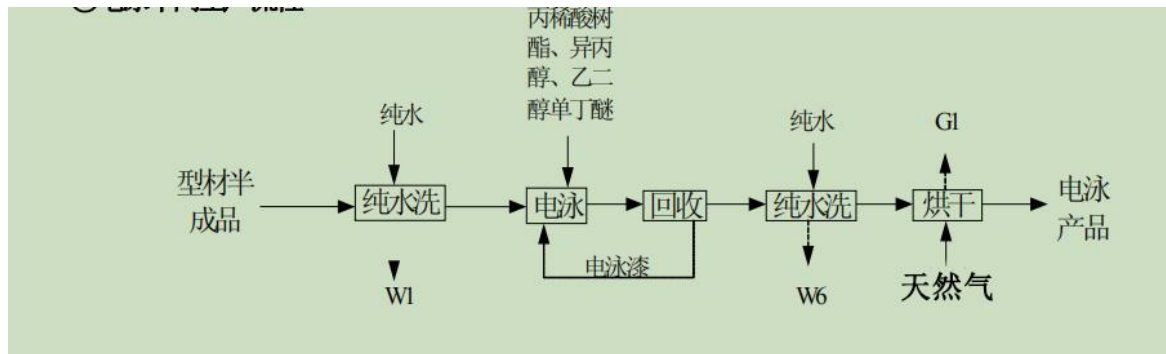 丙稀酸树
酯、异丙
醇、乙二
醇单丁醚
纯水
纯水
G1
型材半
成品
纯水洗
电泳
回收
纯水洗
烘干
电泳
产品
电泳漆
W1
W6
天然气